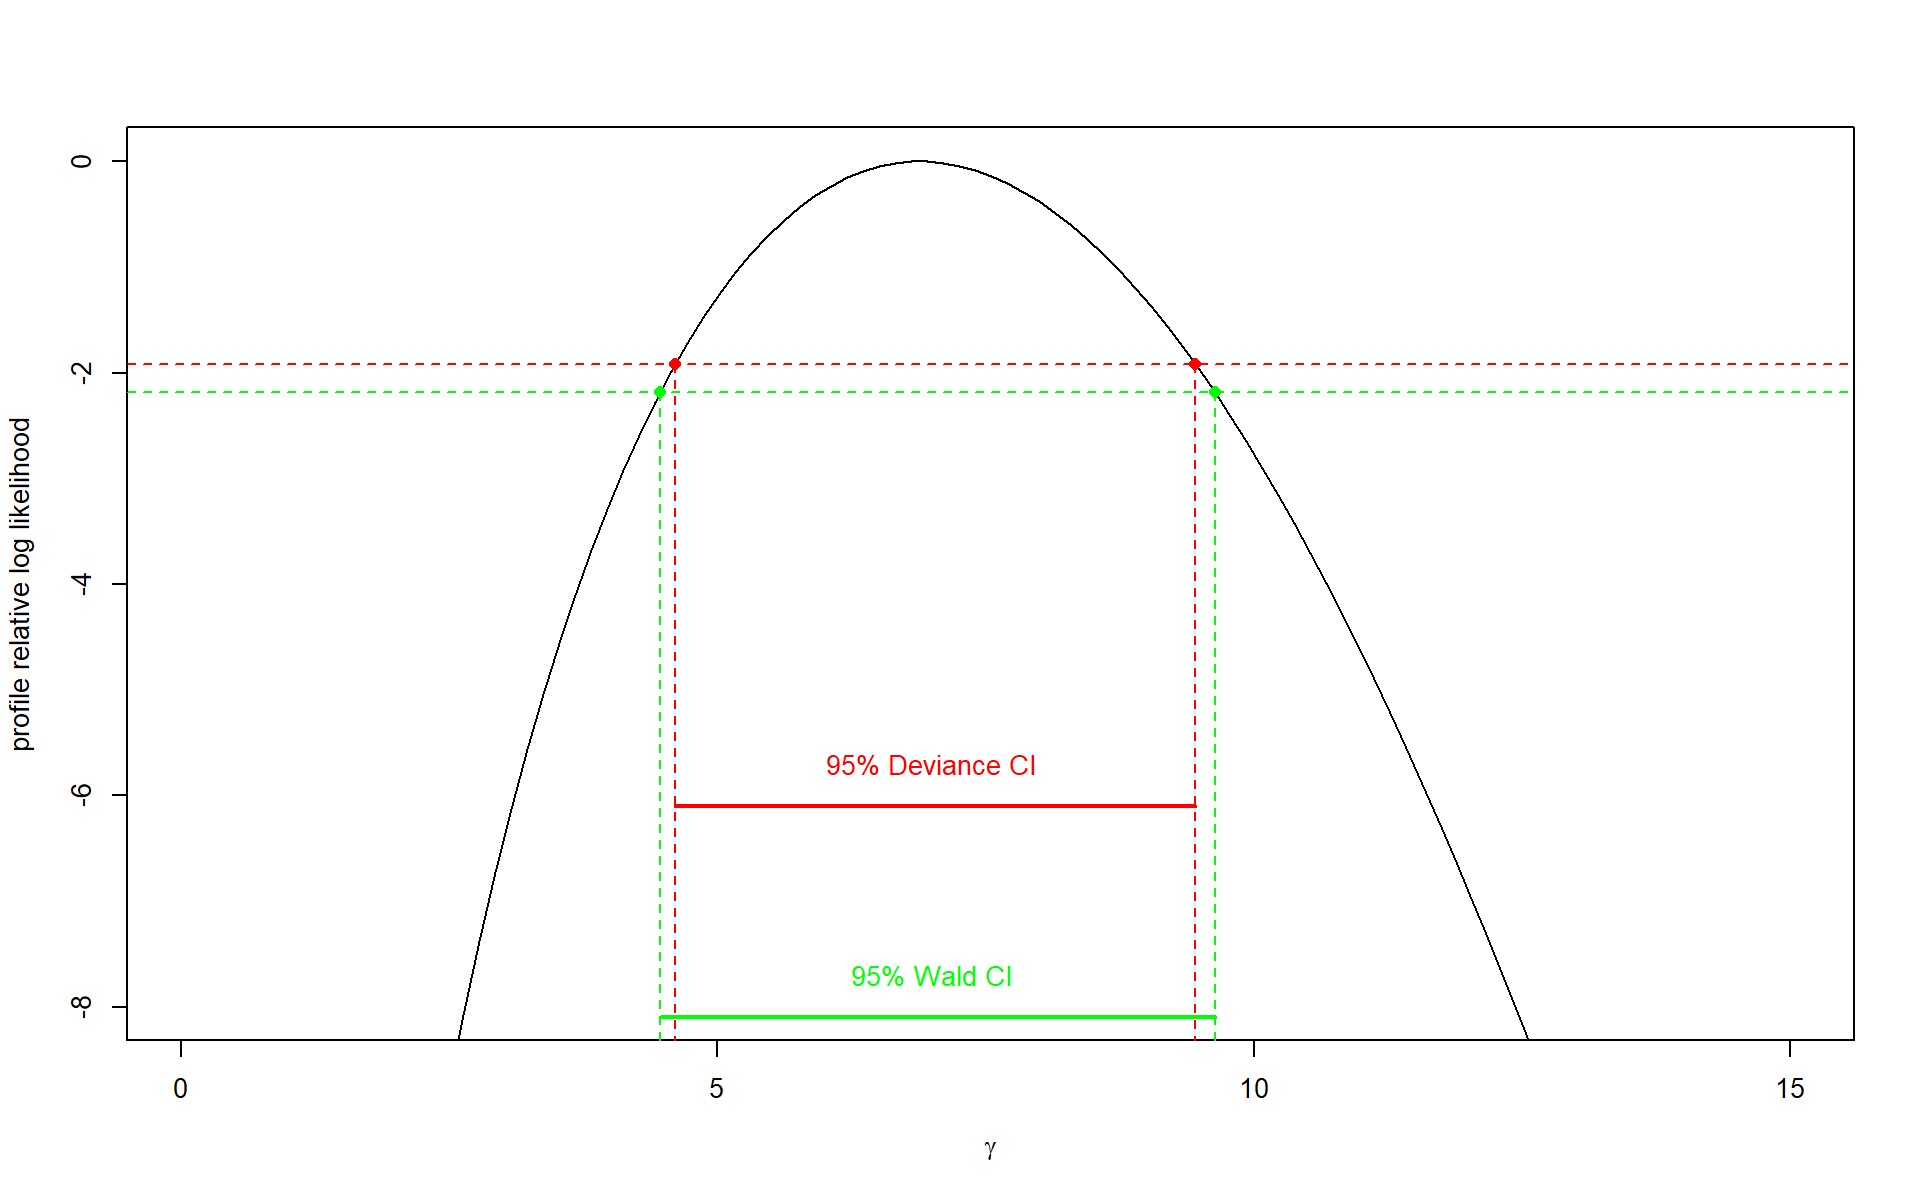 profile relative log likelihood
0
-2
-4
-6
-8
95% Deviance CI
95% Wald CI
0 5 10 15
γ